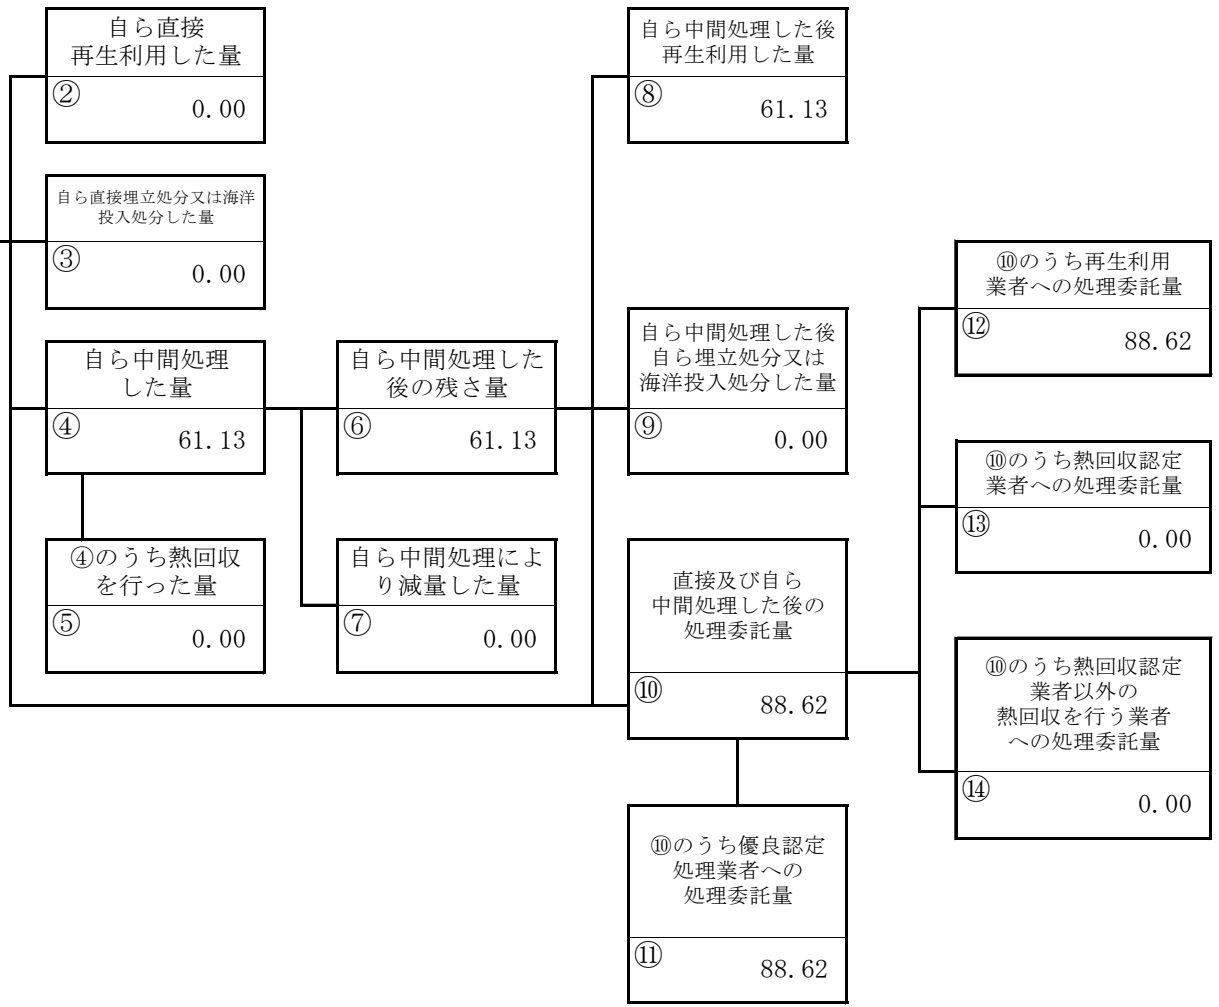 自ら直接
再生利用した量
②
0.00
自ら直接埋立処分又は海洋
投入処分した量
③
0.00
自ら中間処理
した量
④
61.13
④のうち熱回収
を行った量
⑤
0.00
自ら中間処理した
後の残さ量
⑥
61.13
自ら中間処理によ
り減量した量
⑦
0.00
自ら中間処理した後
再生利用した量
⑧
61.13
自ら中間処理した後
自ら埋立処分又は
海洋投入処分した量
⑨
0.00
直接及び自ら
中間処理した後の
処理委託量
⑩
88.62
⑩のうち優良認定
処理業者への
処理委託量
⑪
88.62
⑩のうち再生利用
業者への処理委託量
⑫
88.62
⑩のうち熱回収認定
業者への処理委託量
⑬
0.00
⑩のうち熱回収認定
業者以外の
熱回収を行う業者
への処理委託量
⑭
0.00